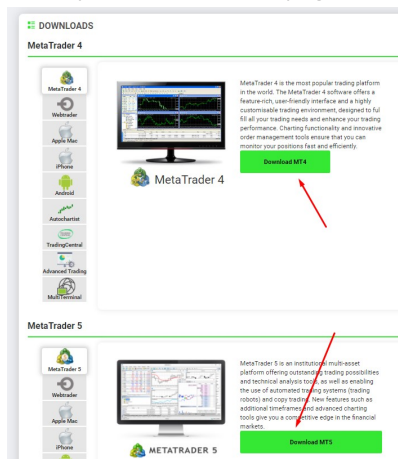 DOWNLOADS
MetaTrader 4
MetaTrader 4
Webtrader
Apple Mac
iPhone
Android
Autochartist
TradingCentral
Advanced Trading
MultiTerminal
MetaTrader 4
MetaTrader 4 is the most popular trading platform
in the world. The MetaTrader 4 software offers a
feature-rich, user-friendly interface and a highly
customisable trading environment, designed to ful
fill all your trading needs and enhance your trading
performance. Charting functionality and innovative
order management tools ensure that you can
monitor your positions fast and efficiently.
Download MT4
MetaTrader 5
MetaTrader 5
Webtrader
Apple Mac
iPhone
METATRADER 5
MetaTrader 5 is an institutional multi-asset
platform offering outstanding trading possibilities
and technical analysis tools, as well as enabling
the use of automated trading systems (trading
robots) and copy trading. New features such as
additional timeframes and advanced charting
tools give you a competitive edge in the financial
markets.
Download MT5